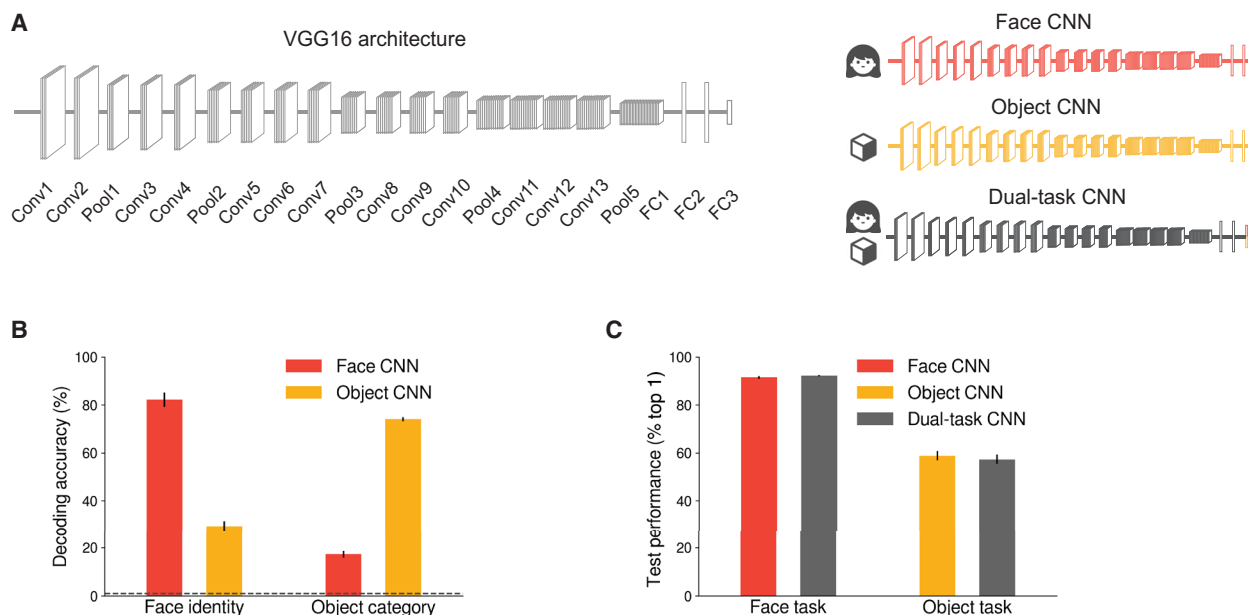 A
VGG16 architecture
Conv1
Conv2
Pool1
Conv3
Conv4
Pool2
Conv5
Conv6
Conv7
Pool3
Conv8
Conv9
Conv10
Pool4
Conv11
Conv12
Conv13
Pool5
FC1
FC2
FC3
Face CNN
Object CNN
Dual-task CNN
B
Decoding accuracy (%)
100
80
60
40
20
0
Face CNN
Object CNN
Face identity
Object category
C
Test performance (% top 1)
100
80
60
40
20
0
Face CNN
Object CNN
Dual-task CNN
Face task
Object task